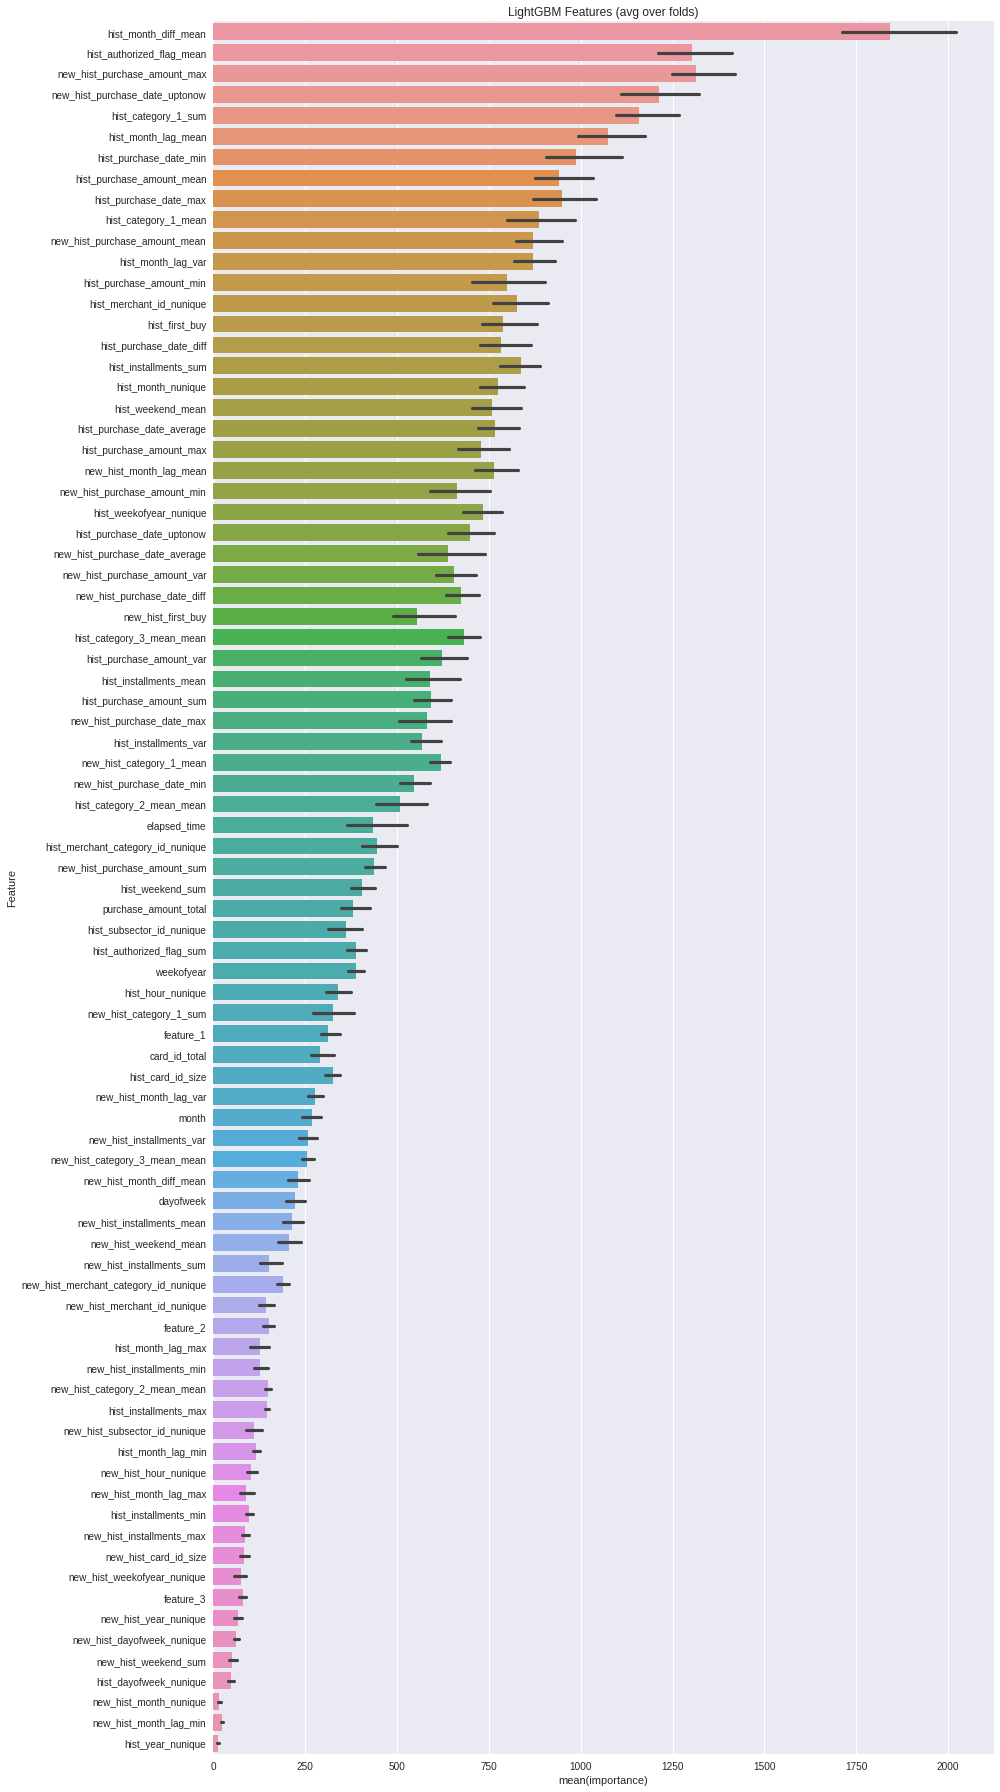 LightGBM Features (avg over folds)
hist_month_diff_mean
hist_authorized_flag_mean
new_hist_purchase_amount_max
new_hist_purchase_date_uptonow
hist_category_1_sum
hist_month_lag_mean
hist_purchase_date_min
hist_purchase_amount_mean
hist_purchase_date_max
hist_category_1_mean
new_hist_purchase_amount_mean
hist_month_lag_var
hist_purchase_amount_min
hist_merchant_id_nunique
hist_first_buy
hist_purchase_date_diff
hist_installments_sum
hist_month_nunique
hist_weekend_mean
hist_purchase_date_average
hist_purchase_amount_max
new_hist_month_lag_mean
new_hist_purchase_amount_min
hist_weekofyear_nunique
hist_purchase_date_uptonow
new_hist_purchase_date_average
new_hist_purchase_amount_var
new_hist_purchase_date_diff
new_hist_first_buy
hist_category_3_mean_mean
hist_purchase_amount_var
hist_installments_mean
hist_purchase_amount_sum
new_hist_purchase_date_max
hist_installments_var
new_hist_category_1_mean
new_hist_purchase_date_min
hist_category_2_mean_mean
elapsed_time
hist_merchant_category_id_nunique
new_hist_purchase_amount_sum
hist_weekend_sum
purchase_amount_total
hist_subsector_id_nunique
hist_authorized_flag_sum
weekofyear
hist_hour_nunique
new_hist_category_1_sum
feature_1
card_id_total
hist_card_id_size
new_hist_month_lag_var
month
new_hist_installments_var
new_hist_category_3_mean_mean
new_hist_month_diff_mean
dayofweek
new_hist_installments_mean
new_hist_weekend_mean
new_hist_installments_sum
new_hist_merchant_category_id_nunique
new_hist_merchant_id_nunique
feature_2
hist_month_lag_max
new_hist_installments_min
new_hist_category_2_mean_mean
hist_installments_max
new_hist_subsector_id_nunique
hist_month_lag_min
new_hist_hour_nunique
new_hist_month_lag_max
hist_installments_min
new_hist_installments_max
new_hist_card_id_size
new_hist_weekofyear_nunique
feature_3
new_hist_year_nunique
new_hist_dayofweek_nunique
new_hist_weekend_sum
hist_dayofweek_nunique
new_hist_month_nunique
new_hist_month_lag_min
hist_year_nunique
Feature
0 250 500 750 1000 1250 1500 1750 2000
mean(importance)